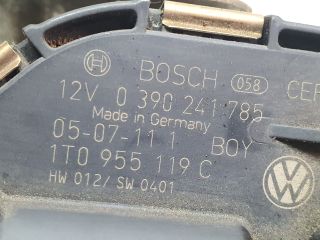 BOSCH 058 CEF
12V 0 390 241 785
Made in Germany
05-07-11 1 BOY
1T0 955 119 C
HW 012/ SW 0401